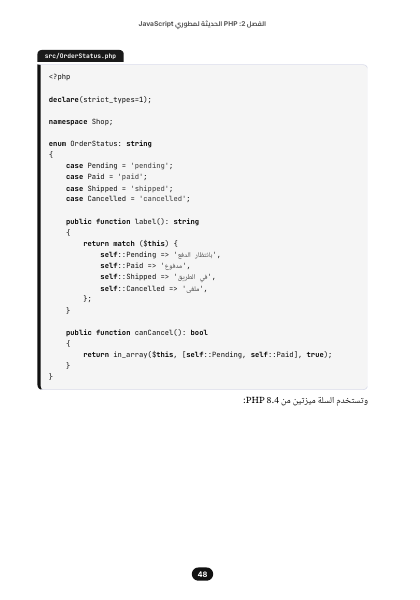 الفصل 2: PHP الحديثة لمطوري JavaScript
src/OrderStatus.php
<?php
declare(strict_types=1);
namespace Shop;
enum OrderStatus: string
{
case Pending = 'pending';
case Paid = 'paid';
case Shipped = 'shipped';
case Cancelled = 'cancelled';
public function label(): string
{
return match ($this) {
self::Pending => 'بانتظار الدفع',
self::Paid => 'مدفوع',
self::Shipped => 'في الطريق',
self::Cancelled => 'ملغى',
};
}
public function canCancel(): bool
{
return in_array($this, [self::Pending, self::Paid], true);
}
}
وتستخدم السلة ميزتين من PHP 8.4:
48